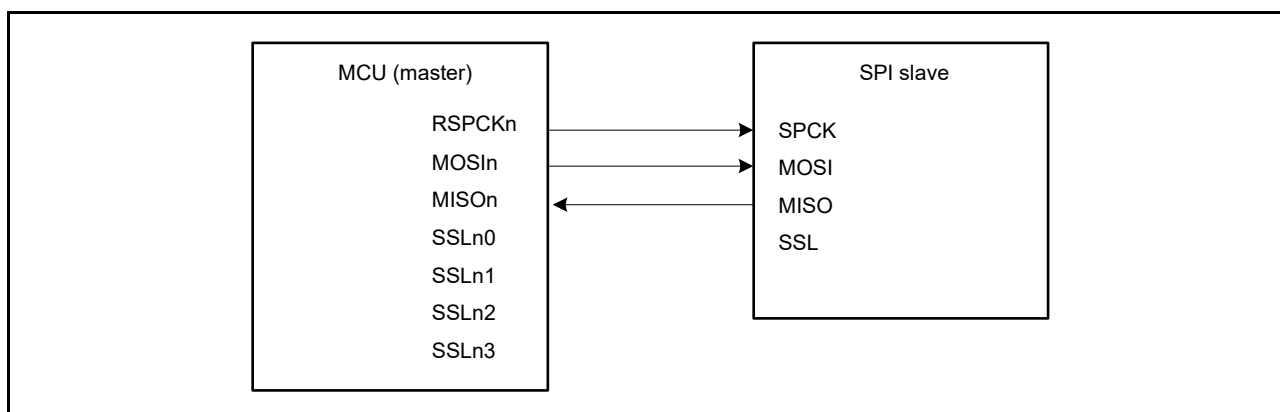 MCU (master)
RSPCKn
MOSIn
MISOn
SSLn0
SSLn1
SSLn2
SSLn3
SPI slave
SPCK
MOSI
MISO
SSL